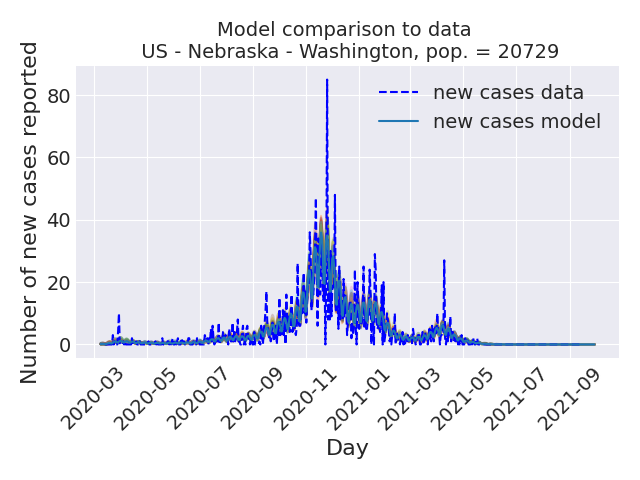 Model comparison to data
US - Nebraska - Washington, pop. = 20729
Number of new cases reported
80
60
40
20
0
new cases data
new cases model
2020-03
2020-05
2020-07
2020-09
2020-11
2021-01
2021-03
2021-05
2021-07
2021-09
Day